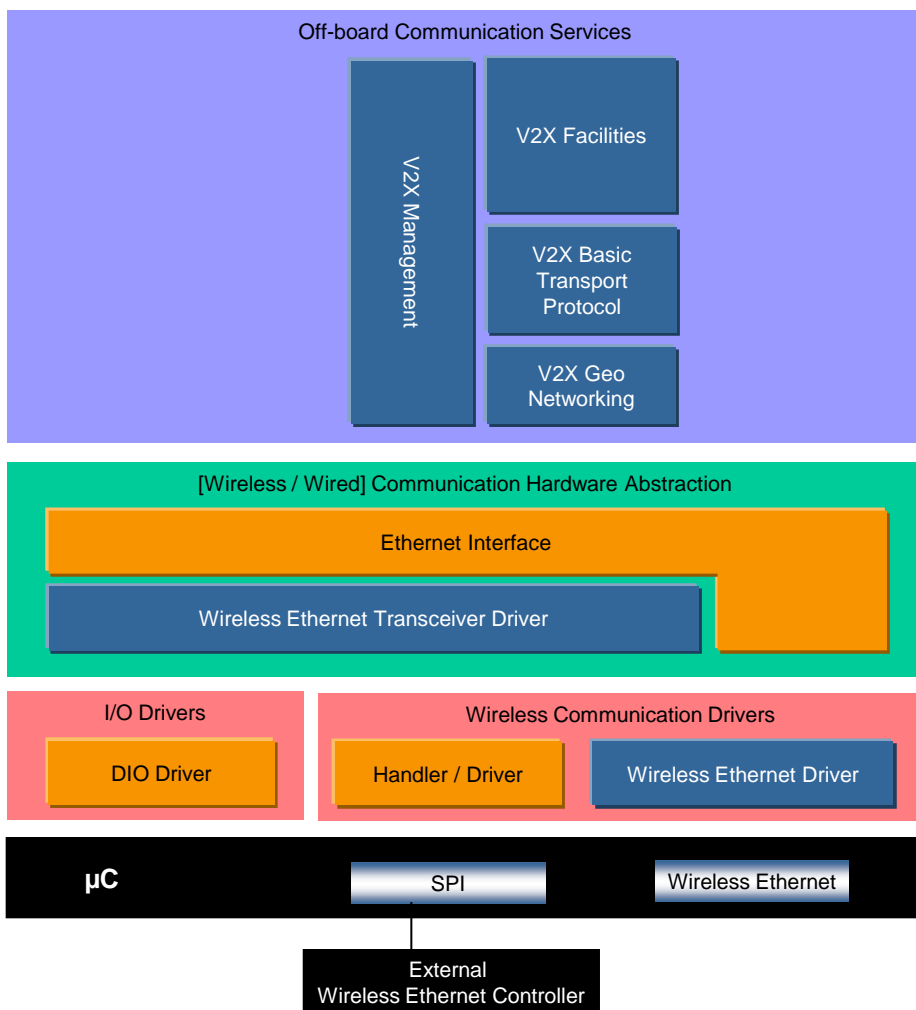 Off-board Communication Services
V2X Management
V2X Facilities
V2X Basic
Transport
Protocol
V2X Geo
Networking
[Wireless / Wired] Communication Hardware Abstraction
Ethernet Interface
Wireless Ethernet Transceiver Driver
I/O Drivers
DIO Driver
Wireless Communication Drivers
Handler / Driver
Wireless Ethernet Driver
µC
SPI
Wireless Ethernet
External
Wireless Ethernet Controller